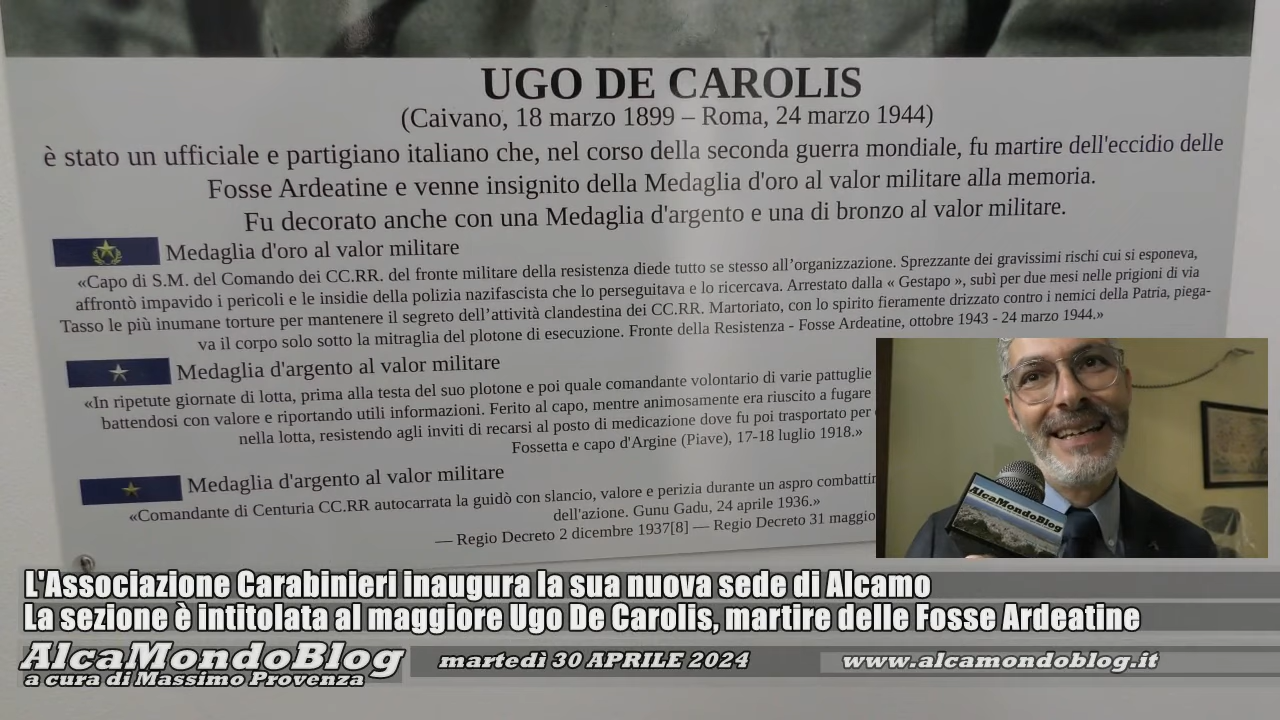 UGO DE CAROLIS
(Caivano, 18 marzo 1899 – Roma, 24 marzo 1944)
è stato un ufficiale e partigiano italiano che, nel corso della seconda guerra mondiale, fu martire dell'eccidio delle
Fosse Ardeatine e venne insignito della Medaglia d'oro al valor militare alla memoria.
Fu decorato anche con una Medaglia d'argento e una di bronzo al valor militare.
Medaglia d'oro al valor militare
«Capo di S.M. del Comando dei CC.RR. del fronte militare della resistenza diede tutto se stesso all’organizzazione. Sprezzante dei gravissimi rischi cui si esponeva,
affrontò impavido i pericoli e le insidie della polizia nazifascista che lo perseguitava e lo ricercava. Arrestato dalla « Gestapo », subì per due mesi nelle prigioni di via
Tasso le più inumane torture per mantenere il segreto dell’attività clandestina dei CC.RR. Martoriato, con lo spirito fieramente drizzato contro i nemici della Patria, piega-
va il corpo solo sotto la mitraglia del plotone di esecuzione. Fronte della Resistenza - Fosse Ardeatine, ottobre 1943 - 24 marzo 1944.»
Medaglia d'argento al valor militare
«In ripetute giornate di lotta, prima alla testa del suo plotone e poi quale comandante volontario di varie pattuglie
battendosi con valore e riportando utili informazioni. Ferito al capo, mentre animosamente era riuscito a fugare
nella lotta, resistendo agli inviti di recarsi al posto di medicazione dove fu poi trasportato per
Fossetta e capo d'Argine (Piave), 17-18 luglio 1918.»
Medaglia d'argento al valor militare
«Comandante di Centuria CC.RR autocarrata la guidò con slancio, valore e perizia durante un aspro
dell'azione. Gunu Gadu, 24 aprile 1936.»
— Regio Decreto 2 dicembre 1937[8] — Regio Decreto 31 maggio
AlcaMondoBlog
L'Associazione Carabinieri inaugura la sua nuova sede di Alcamo
La sezione è intitolata al maggiore Ugo De Carolis, martire delle Fosse Ardeatine
AlcaMondoBlog martedì 30 APRILE 2024 www.alcamondoblog.it
a cura di Massimo Provenza